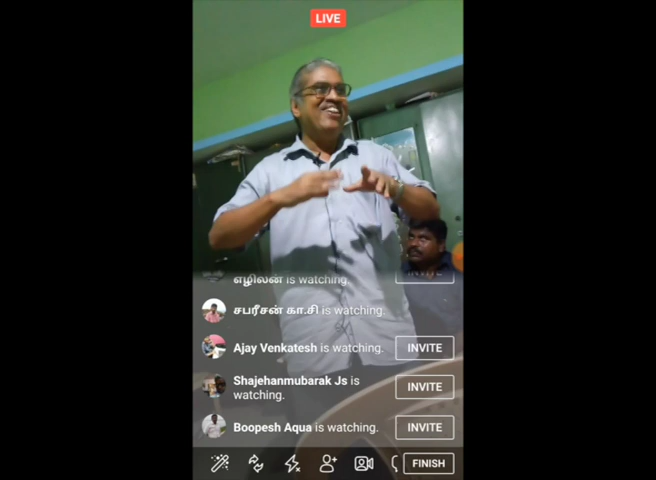 LIVE
எழிலன் is watching.
INVITE
சபரீசன் கா.சி is watching.
Ajay Venkatesh is watching.
INVITE
Shajehanmubarak Js is
watching.
INVITE
Boopesh Aqua is watching.
INVITE
FINISH